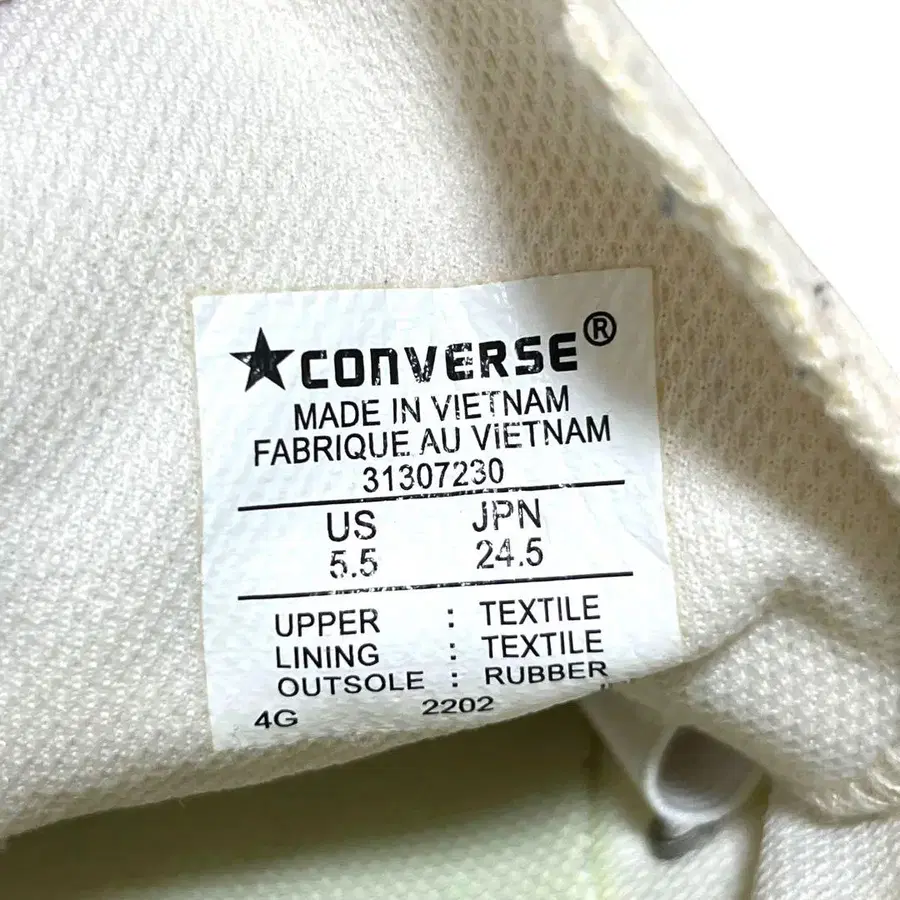 ★CONVERSE®
MADE IN VIETNAM
FABRIQUE AU VIETNAM
31307230
US JPN
5.5 24.5
UPPER : TEXTILE
LINING : TEXTILE
OUTSOLE : RUBBER
4G 2202